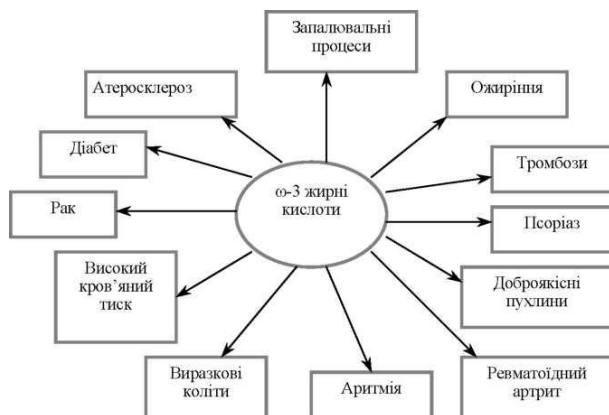 Запалювальні
процеси
Атеросклероз
Ожиріння
Діабет
Тромбози
ω-3 жирні
кислоти
Рак
Псоріаз
Високий
кров’яний
тиск
Доброякісні
пухлини
Виразкові
коліти
Аритмія
Ревматоїдний
артрит